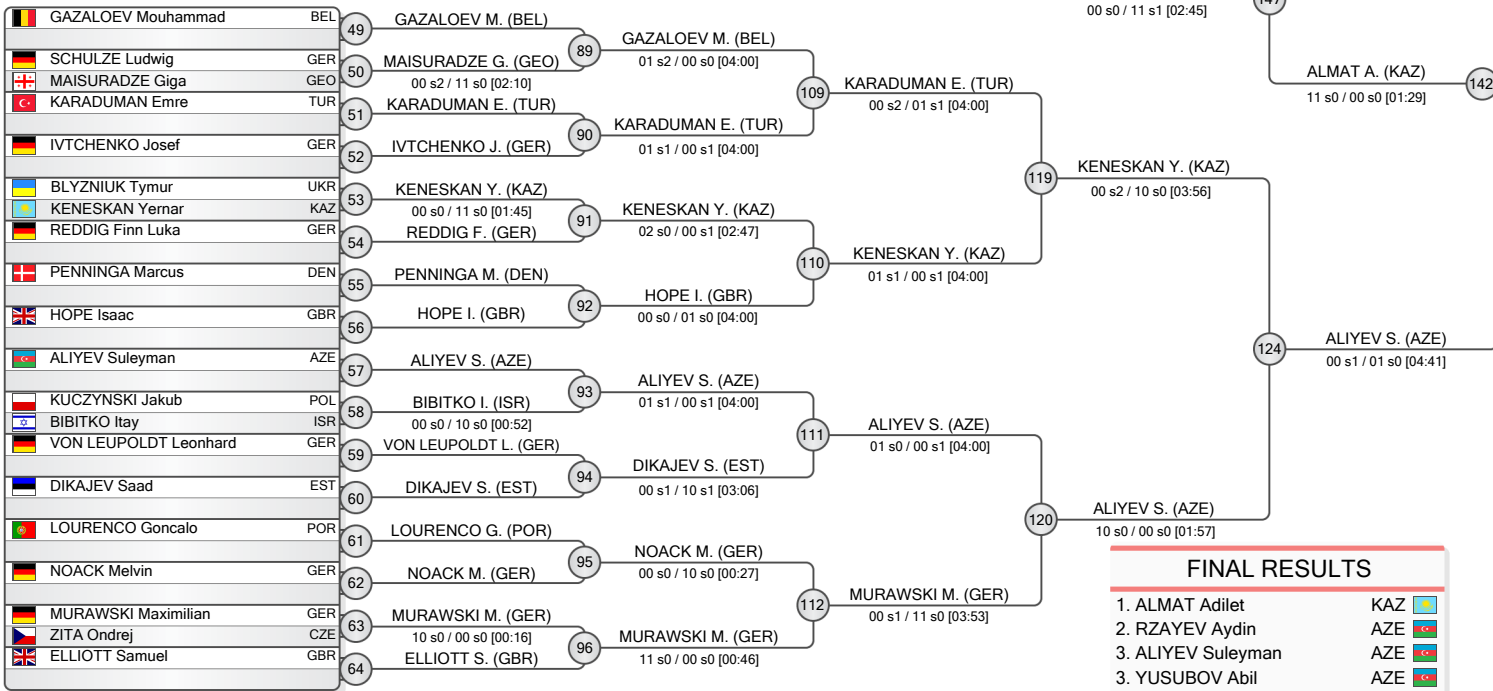 GAZALOEV Mouhammad BEL
SCHULZE Ludwig GER
MAISURADZE Giga GEO
KARADUMAN Emre TUR
IVTCHENKO Josef GER
BLYZNIUK Tymur UKR
KENESKAN Yernar KAZ
REDDIG Finn Luka GER
PENNINGA Marcus DEN
HOPE Isaac GBR
ALIYEV Suleyman AZE
KUCZYNSKI Jakub POL
BIBITKO Itay ISR
VON LEUPOLDT Leonhard GER
DIKAJEV Saad EST
LOURENCO Goncalo POR
NOACK Melvin GER
MURAWSKI Maximilian GER
ZITA Ondrej CZE
ELLIOTT Samuel GBR
49
50
51
52
53
54
55
56
57
58
59
60
61
62
63
64
GAZALOEV M. (BEL)
MAISURADZE G. (GEO)
00 s2 / 11 s0 [02:10]
KARADUMAN E. (TUR)
IVTCHENKO J. (GER)
KENESKAN Y. (KAZ)
00 s0 / 11 s0 [01:45]
REDDIG F. (GER)
PENNINGA M. (DEN)
HOPE I. (GBR)
ALIYEV S. (AZE)
BIBITKO I. (ISR)
00 s0 / 10 s0 [00:52]
VON LEUPOLDT L. (GER)
DIKAJEV S. (EST)
LOURENCO G. (POR)
NOACK M. (GER)
MURAWSKI M. (GER)
10 s0 / 00 s0 [00:16]
ELLIOTT S. (GBR)
89
90
91
92
93
94
95
96
GAZALOEV M. (BEL)
01 s2 / 00 s0 [04:00]
KARADUMAN E. (TUR)
01 s1 / 00 s1 [04:00]
KENESKAN Y. (KAZ)
02 s0 / 00 s1 [02:47]
HOPE I. (GBR)
00 s0 / 01 s0 [04:00]
ALIYEV S. (AZE)
01 s1 / 00 s1 [04:00]
DIKAJEV S. (EST)
00 s1 / 10 s1 [03:06]
NOACK M. (GER)
00 s0 / 10 s0 [00:27]
MURAWSKI M. (GER)
11 s0 / 00 s0 [00:46]
109
110
111
112
KARADUMAN E. (TUR)
00 s2 / 01 s1 [04:00]
KENESKAN Y. (KAZ)
01 s1 / 00 s1 [04:00]
ALIYEV S. (AZE)
01 s0 / 00 s1 [04:00]
MURAWSKI M. (GER)
00 s1 / 11 s0 [03:53]
119
120
KENESKAN Y. (KAZ)
00 s2 / 10 s0 [03:56]
ALIYEV S. (AZE)
10 s0 / 00 s0 [01:57]
124
ALIYEV S. (AZE)
00 s1 / 01 s0 [04:41]
00 s0 / 11 s1 [02:45]
ALMAT A. (KAZ)
11 s0 / 00 s0 [01:29]
142
FINAL RESULTS
1. ALMAT Adilet KAZ
2. RZAYEV Aydin AZE
3. ALIYEV Suleyman AZE
3. YUSUBOV Abil AZE